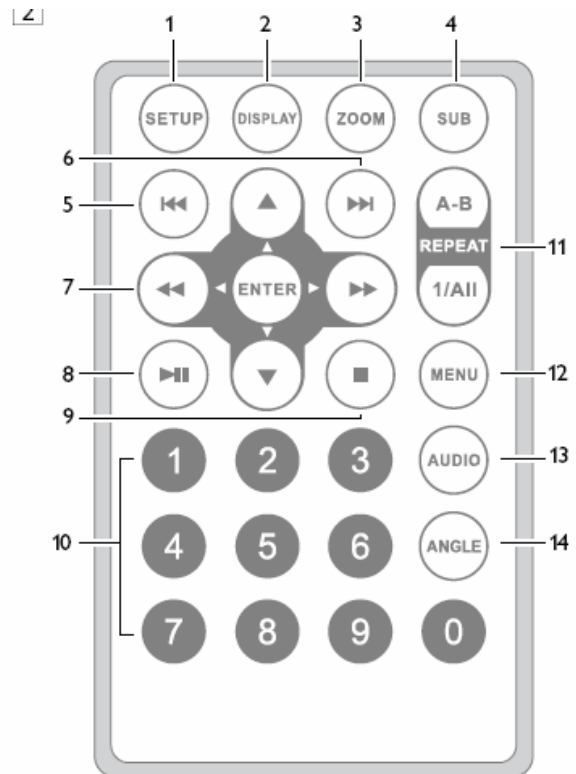 2
1 2 3 4
SETUP DISPLAY ZOOM SUB
6
5 A-B
REPEAT 11
7 ENTER 1/All
8 MENU 12
9
1 2 3 AUDIO 13
10 4 5 6 ANGLE 14
7 8 9 0